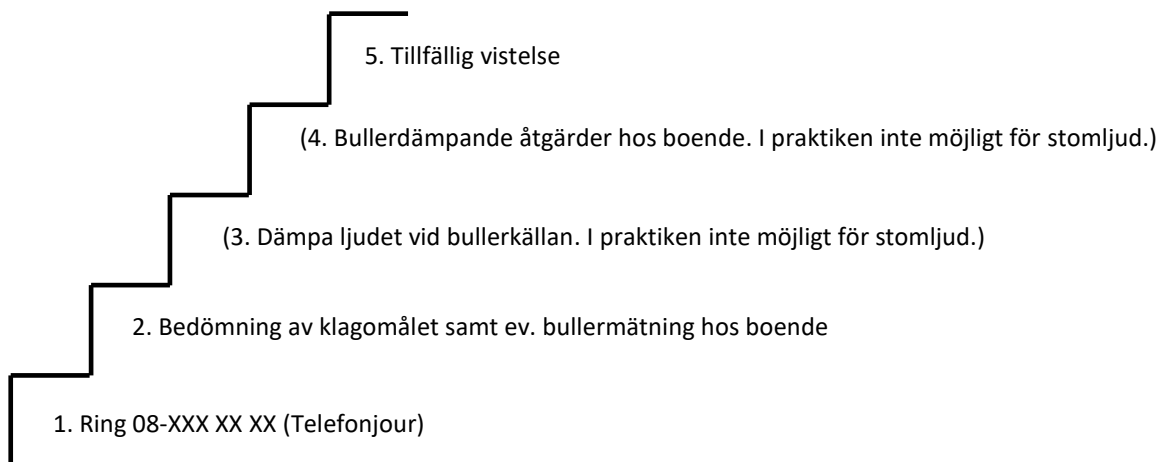 5. Tillfällig vistelse
(4. Bullerdämpande åtgärder hos boende. I praktiken inte möjligt för stomljud.)
(3. Dämpa ljudet vid bullerkällan. I praktiken inte möjligt för stomljud.)
2. Bedömning av klagomålet samt ev. bullermätning hos boende
1. Ring 08-XXX XX XX (Telefonjour)